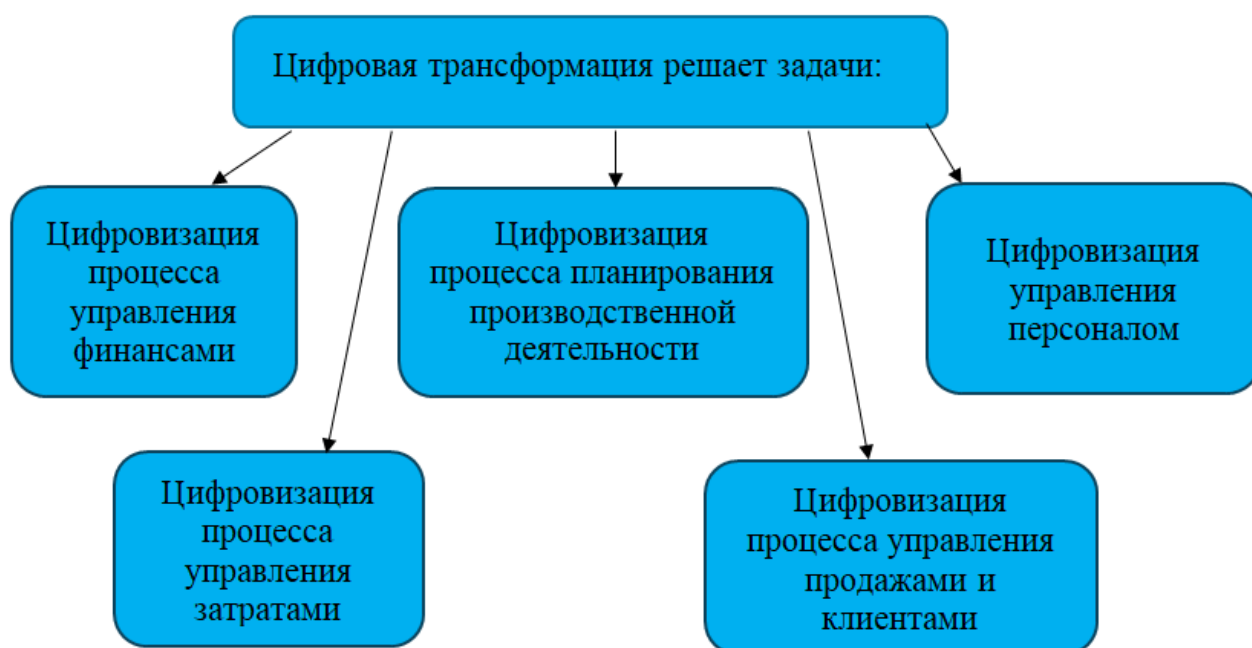 Цифровая трансформация решает задачи:
Цифровизация
процесса
управления
финансами
Цифровизация
процесса планирования
производственной
деятельности
Цифровизация
управления
персоналом
Цифровизация
процесса
управления
затратами
Цифровизация
процесса управления
продажами и
клиентами